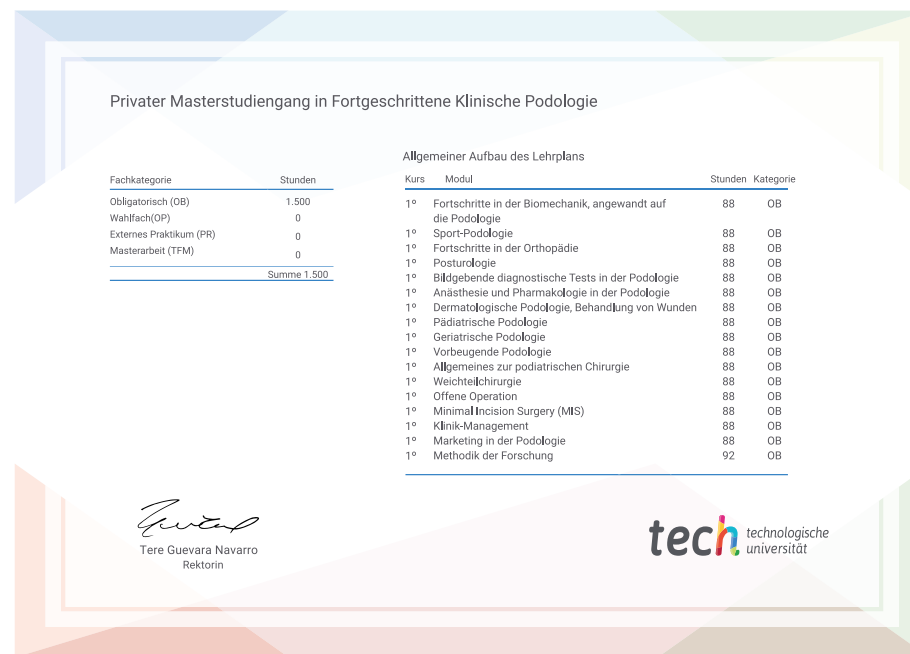 Privater Masterstudiengang in Fortgeschrittene Klinische Podologie
Fachkategorie Stunden
Obligatorisch (OB) 1.500
Wahlfach(OP) 0
Externes Praktikum (PR) 0
Masterarbeit (TFM) 0
Summe 1.500
Allgemeiner Aufbau des Lehrplans
Kurs Modul Stunden Kategorie
1º Fortschritte in der Biomechanik, angewandt auf 88 OB
die Podologie
1º Sport-Podologie 88 OB
1º Fortschritte in der Orthopädie 88 OB
1º Posturologie 88 OB
1º Bildgebende diagnostische Tests in der Podologie 88 OB
1º Anästhesie und Pharmakologie in der Podologie 88 OB
1º Dermatologische Podologie, Behandlung von Wunden 88 OB
1º Pädiatrische Podologie 88 OB
1º Geriatrische Podologie 88 OB
1º Vorbeugende Podologie 88 OB
1º Allgemeines zur podiatrischen Chirurgie 88 OB
1º Weichteilchirurgie 88 OB
1º Offene Operation 88 OB
1º Minimal Incision Surgery (MIS) 88 OB
1º Klinik-Management 88 OB
1º Marketing in der Podologie 88 OB
1º Methodik der Forschung 92 OB
Tere Guevara Navarro
Rektorin
tech technologische
universität